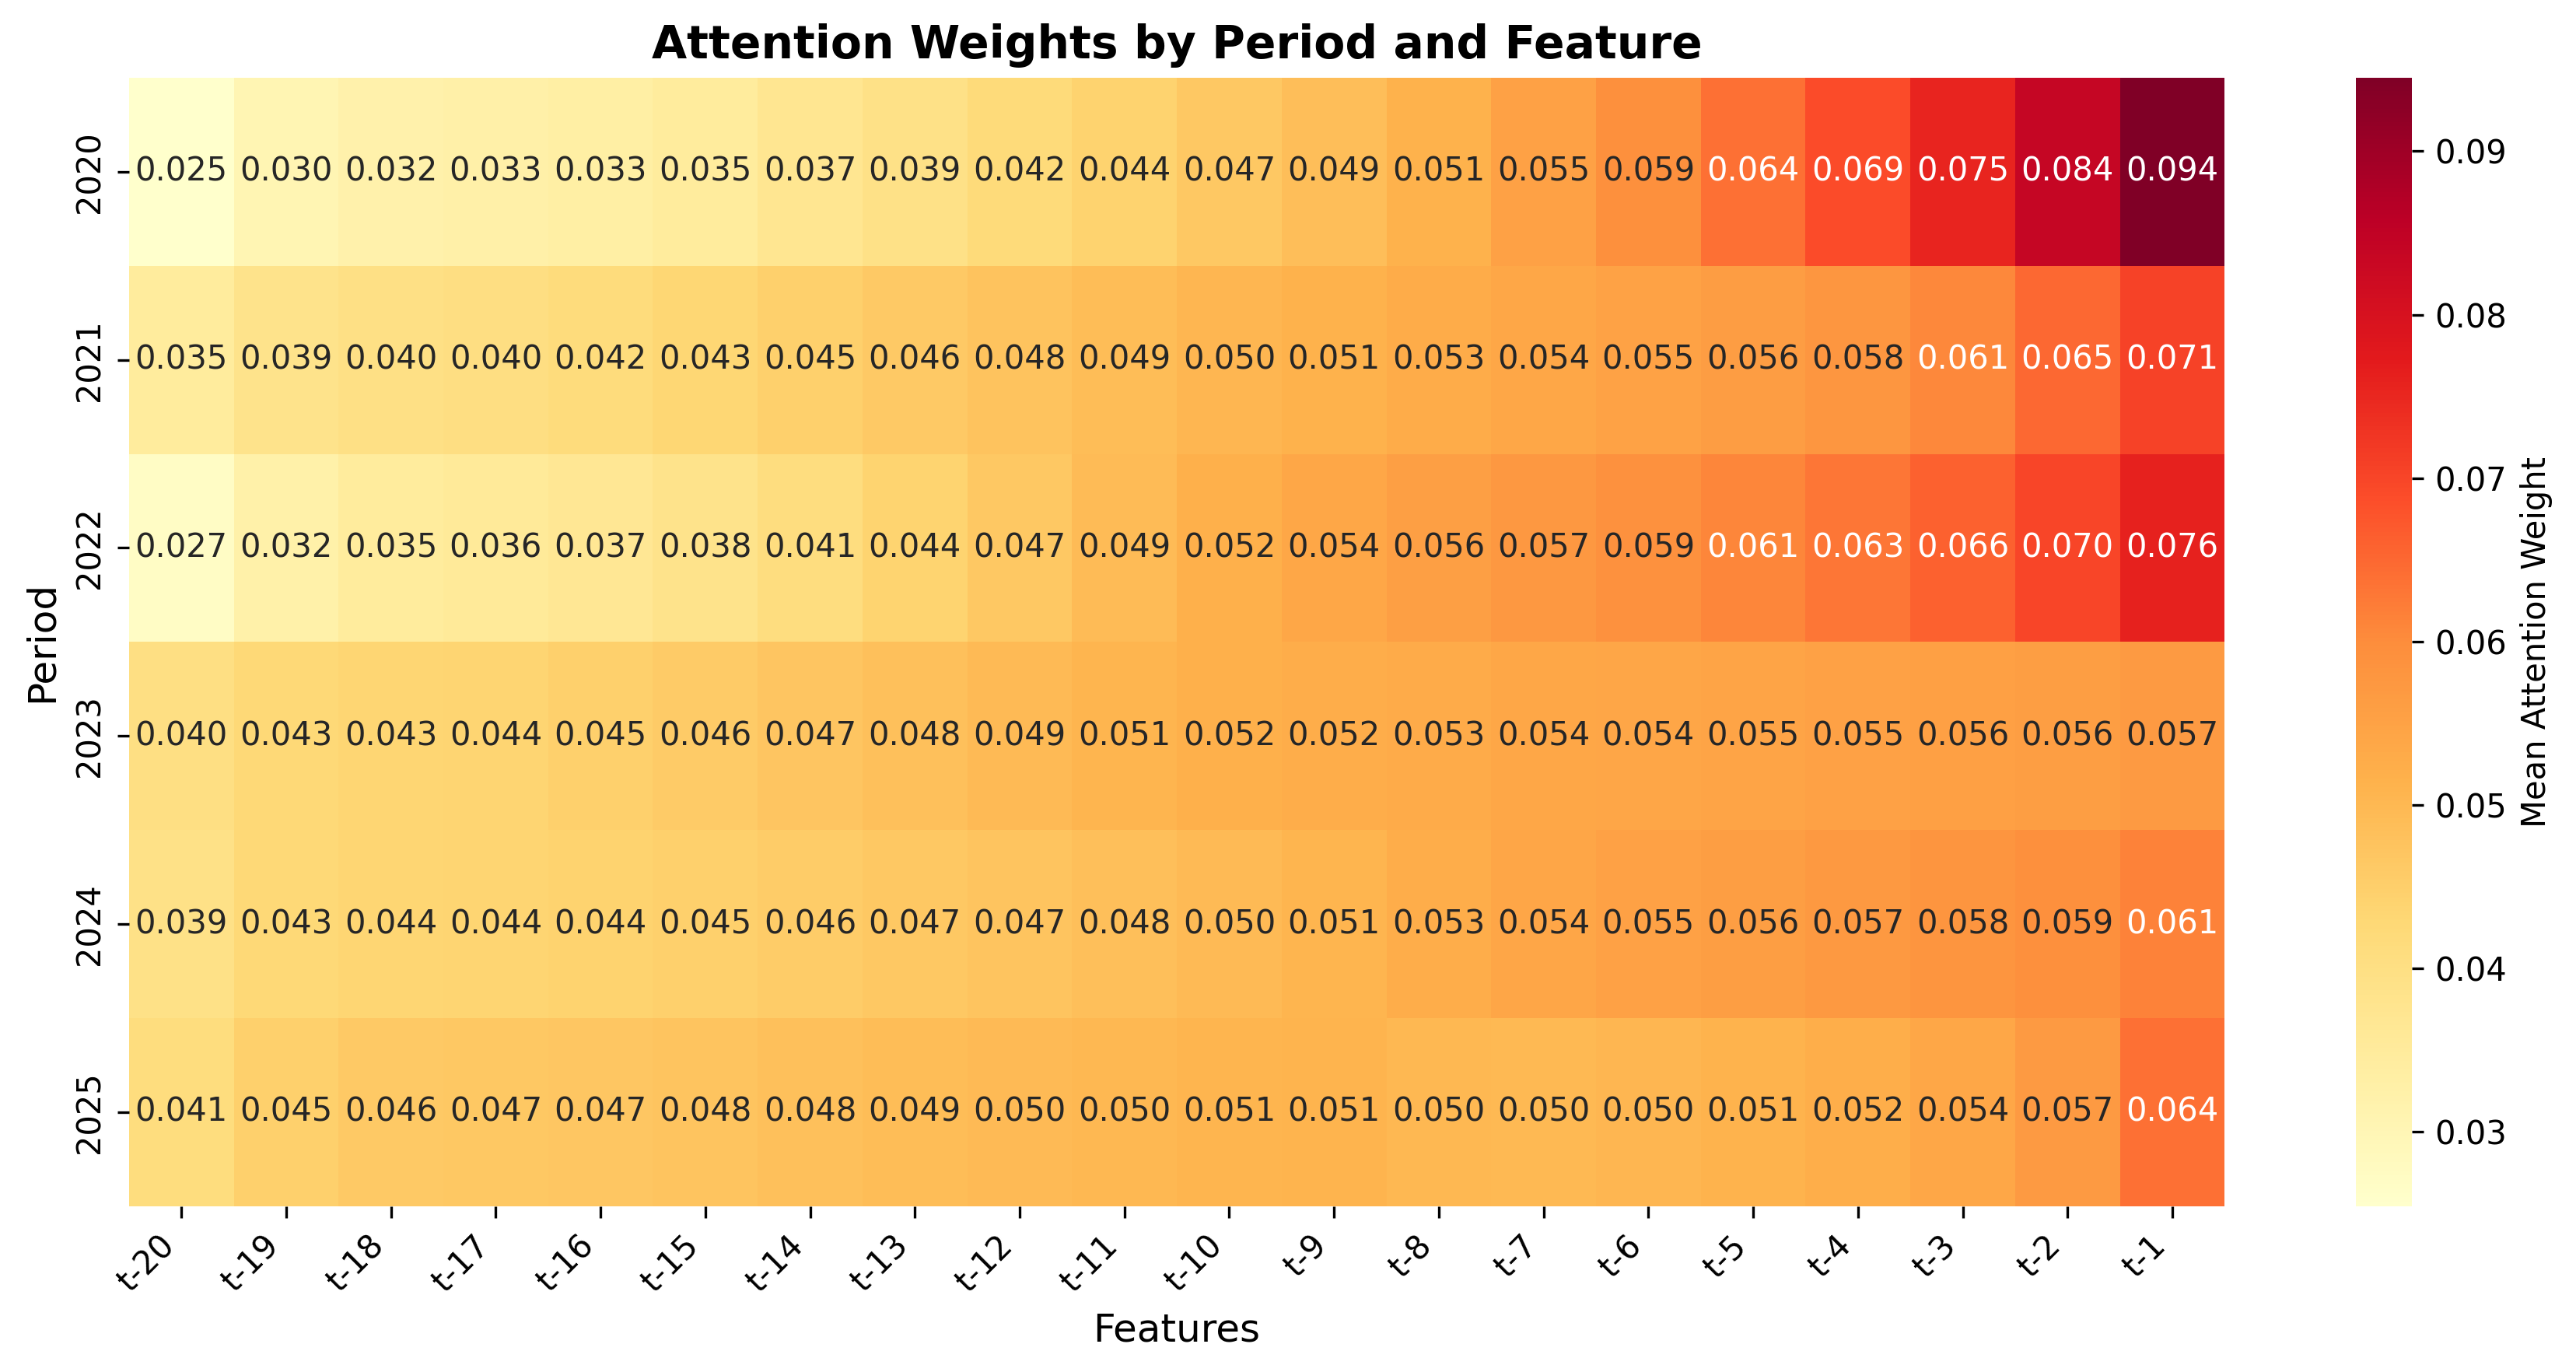 Attention Weights by Period and Feature
Period
2020 0.025 0.030 0.032 0.033 0.033 0.035 0.037 0.039 0.042 0.044 0.047 0.049 0.051 0.055 0.059 0.064 0.069 0.075 0.084 0.094
2021 0.035 0.039 0.040 0.040 0.042 0.043 0.045 0.046 0.048 0.049 0.050 0.051 0.053 0.054 0.055 0.056 0.058 0.061 0.065 0.071
2022 0.027 0.032 0.035 0.036 0.037 0.038 0.041 0.044 0.047 0.049 0.052 0.054 0.056 0.057 0.059 0.061 0.063 0.066 0.070 0.076
2023 0.040 0.043 0.043 0.044 0.045 0.046 0.047 0.048 0.049 0.051 0.052 0.052 0.053 0.054 0.054 0.055 0.055 0.056 0.056 0.057
2024 0.039 0.043 0.044 0.044 0.044 0.045 0.046 0.047 0.047 0.048 0.050 0.051 0.053 0.054 0.055 0.056 0.057 0.058 0.059 0.061
2025 0.041 0.045 0.046 0.047 0.047 0.048 0.048 0.049 0.050 0.050 0.051 0.051 0.050 0.050 0.050 0.051 0.052 0.054 0.057 0.064
t-20 t-19 t-18 t-17 t-16 t-15 t-14 t-13 t-12 t-11 t-10 t-9 t-8 t-7 t-6 t-5 t-4 t-3 t-2 t-1
Features
0.09
0.08
0.07
0.06
0.05
0.04
0.03
Mean Attention Weight